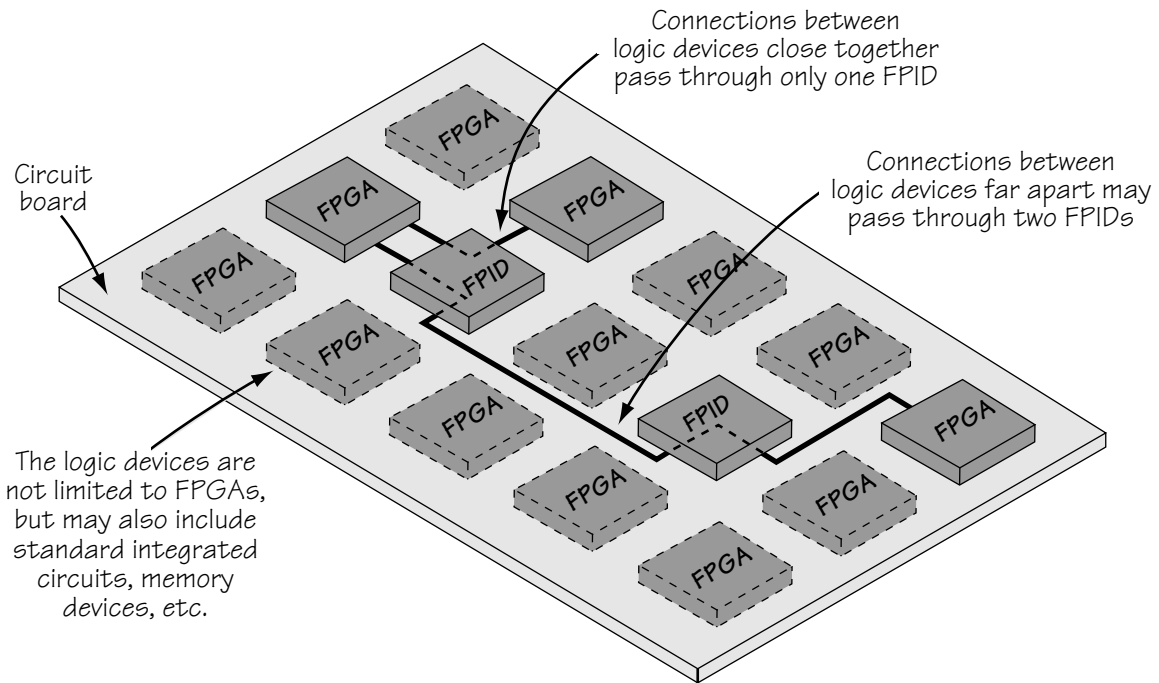 Connections between
logic devices close together
pass through only one FPID
Connections between
logic devices far apart may
pass through two FPIDs
Circuit
board
FPGA
FPGA
FPGA
FPGA
FPID
FPGA
FPGA
FPGA
FPGA
FPGA
FPID
FPGA
FPGA
FPGA
FPGA
The logic devices are
not limited to FPGAs,
but may also include
standard integrated
circuits, memory
devices, etc.